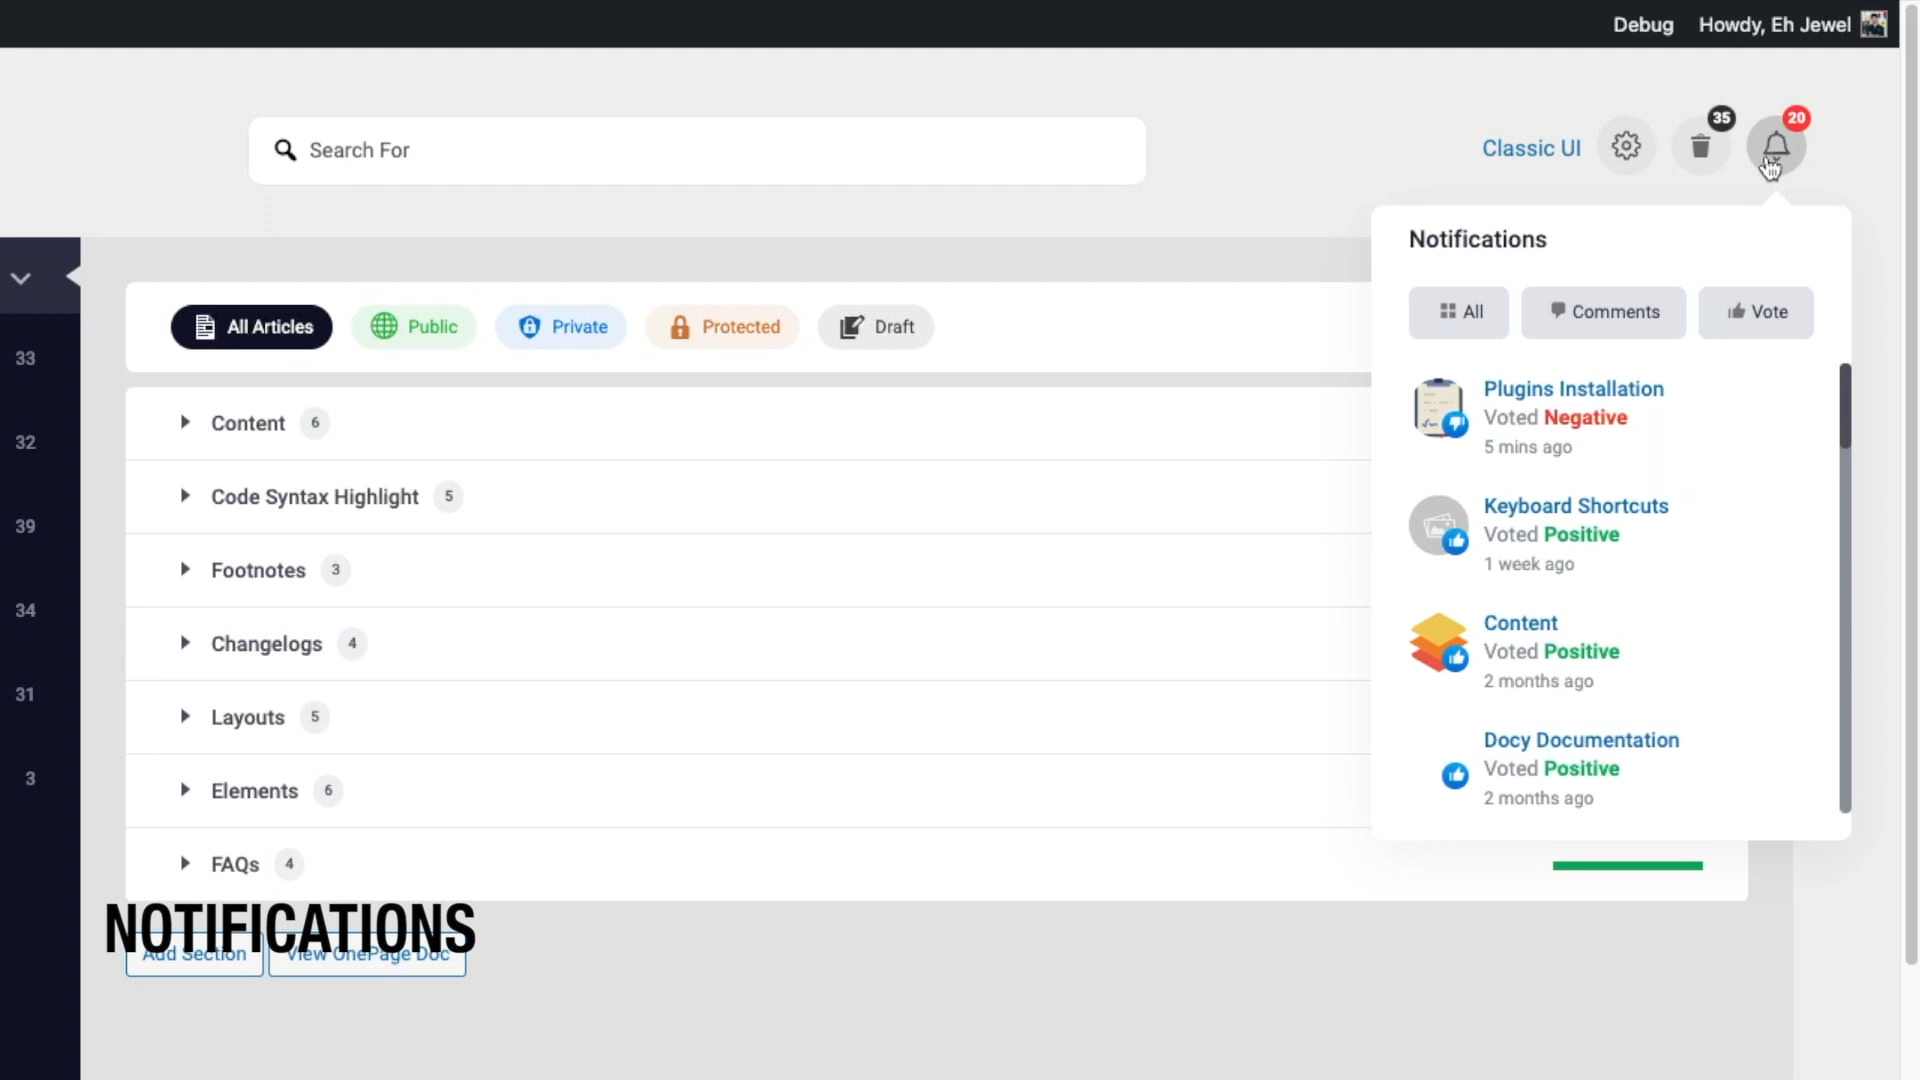 Debug Howdy, Eh Jewel
Search For
Classic UI
35
20
Notifications
All Comments Vote
All Articles Public Private Protected Draft
33
32
39
34
31
3
Content 6
Code Syntax Highlight 5
Footnotes 3
Changelogs 4
Layouts 5
Elements 6
FAQs 4
Plugins Installation
Voted Negative
5 mins ago
Keyboard Shortcuts
Voted Positive
1 week ago
Content
Voted Positive
2 months ago
Docy Documentation
Voted Positive
2 months ago
NOTIFICATIONS
Add Section View OnePage Doc